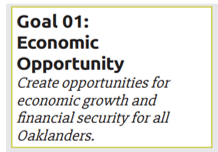 Goal 01:
Economic
Opportunity
Create opportunities for
economic growth and
financial security for all
Oaklanders.